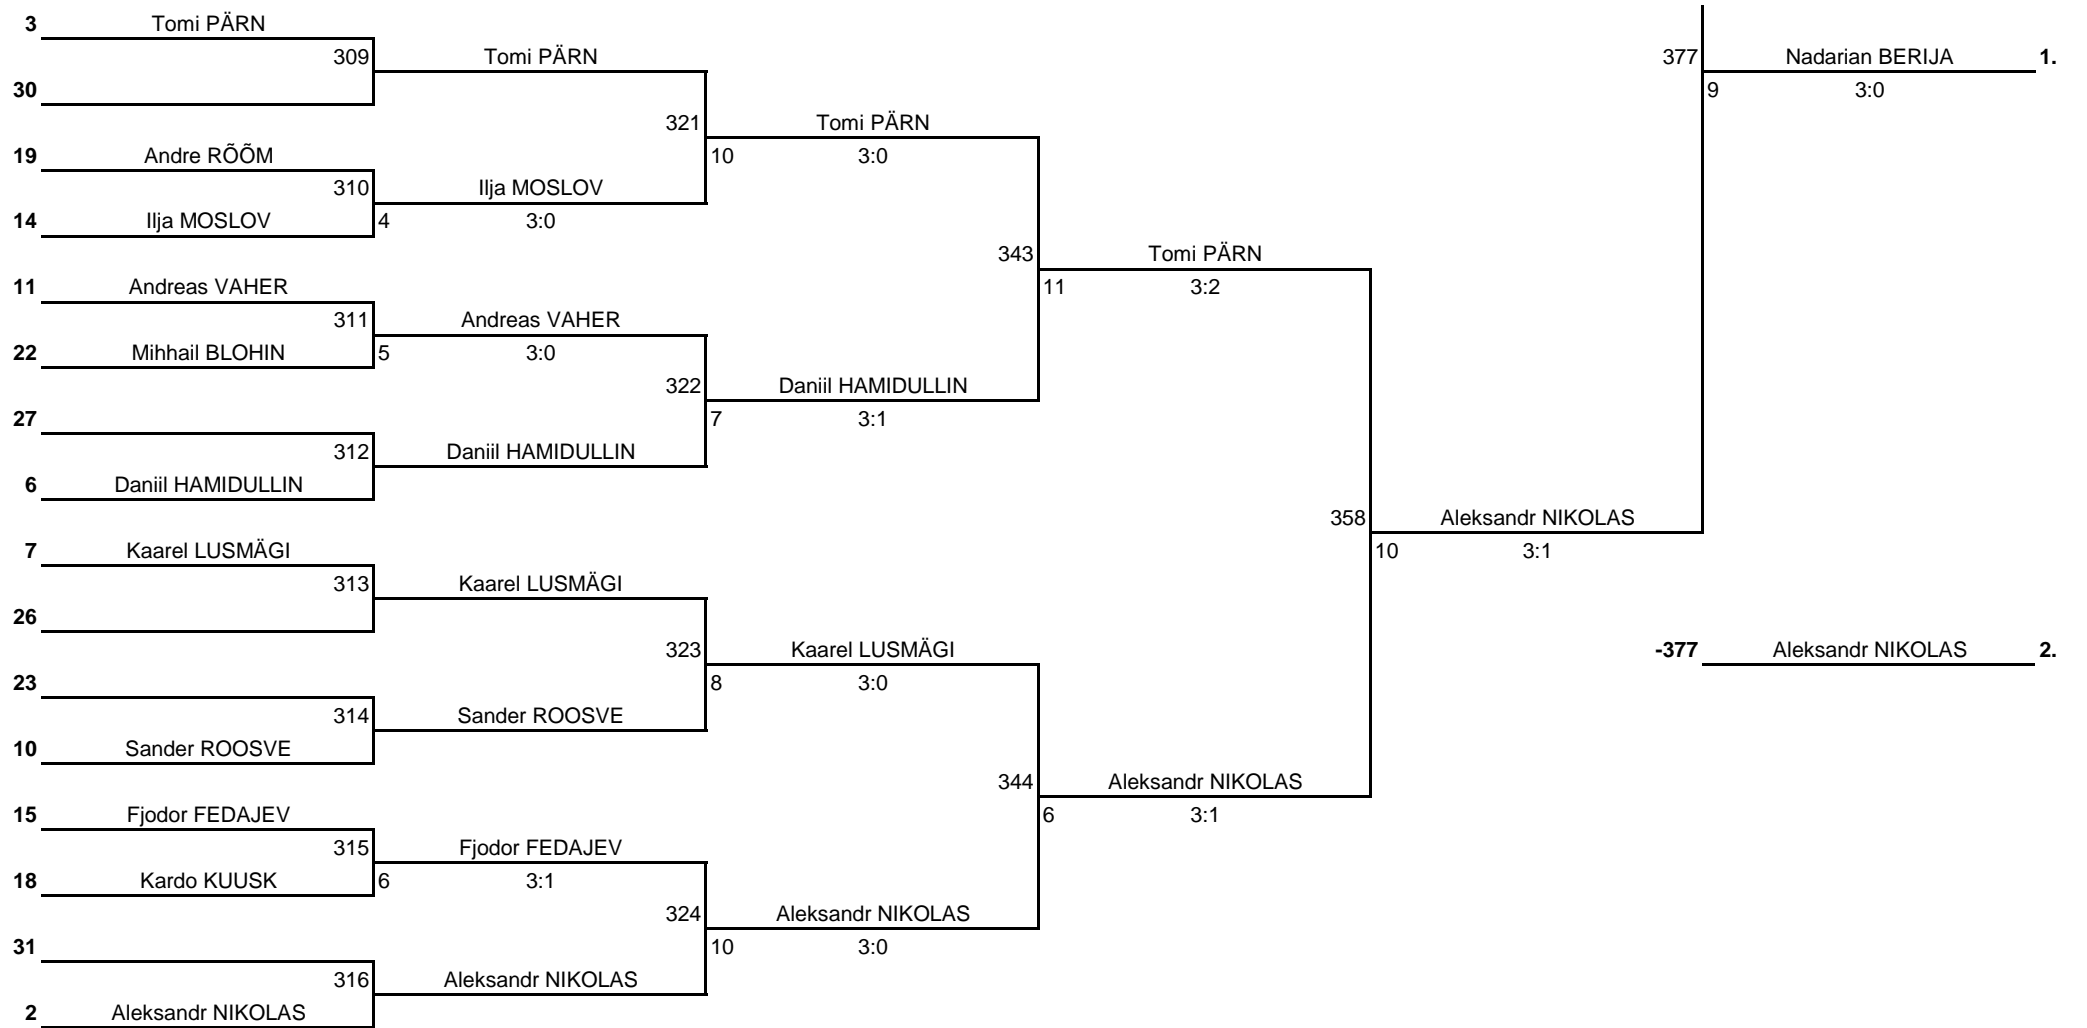 3 Tomi PÄRN
309 Tomi PÄRN 377 Nadarian BERIJA 1.
30 9 3:0
321 Tomi PÄRN
19 Andre RÕÕM 10 3:0
310 Ilja MOSLOV
14 Ilja MOSLOV 4 3:0
343 Tomi PÄRN
11 Andreas VAHER 11 3:2
311 Andreas VAHER
22 Mihhail BLOHIN 5 3:0
322 Daniil HAMIDULLIN
27 7 3:1
312 Daniil HAMIDULLIN
6 Daniil HAMIDULLIN
358 Aleksandr NIKOLAS
7 Kaarel LUSMÄGI 10 3:1
313 Kaarel LUSMÄGI
26
323 Kaarel LUSMÄGI -377 Aleksandr NIKOLAS 2.
23 8 3:0
314 Sander ROOSVE
10 Sander ROOSVE
344 Aleksandr NIKOLAS
15 Fjodor FEDAJEV 6 3:1
315 Fjodor FEDAJEV
18 Kardo KUUSK 6 3:1
324 Aleksandr NIKOLAS
31 10 3:0
316 Aleksandr NIKOLAS
2 Aleksandr NIKOLAS